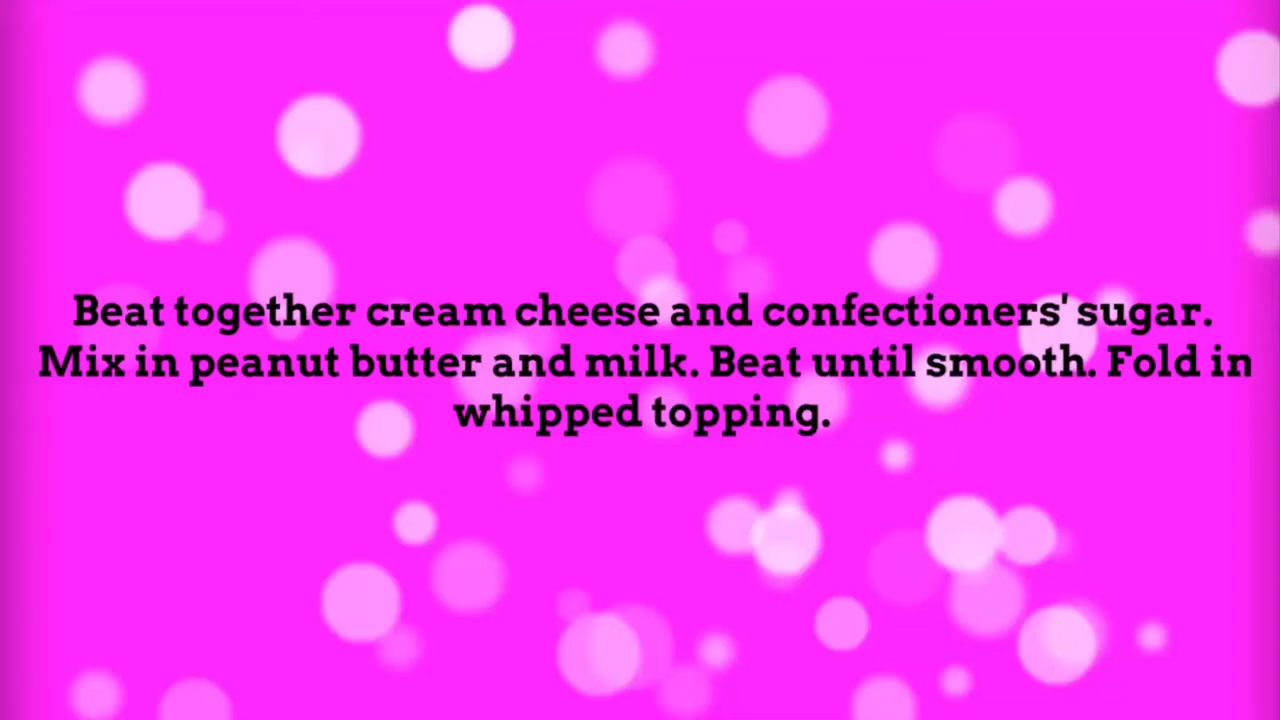 Beat together cream cheese and confectioners' sugar.
Mix in peanut butter and milk. Beat until smooth. Fold in
whipped topping.